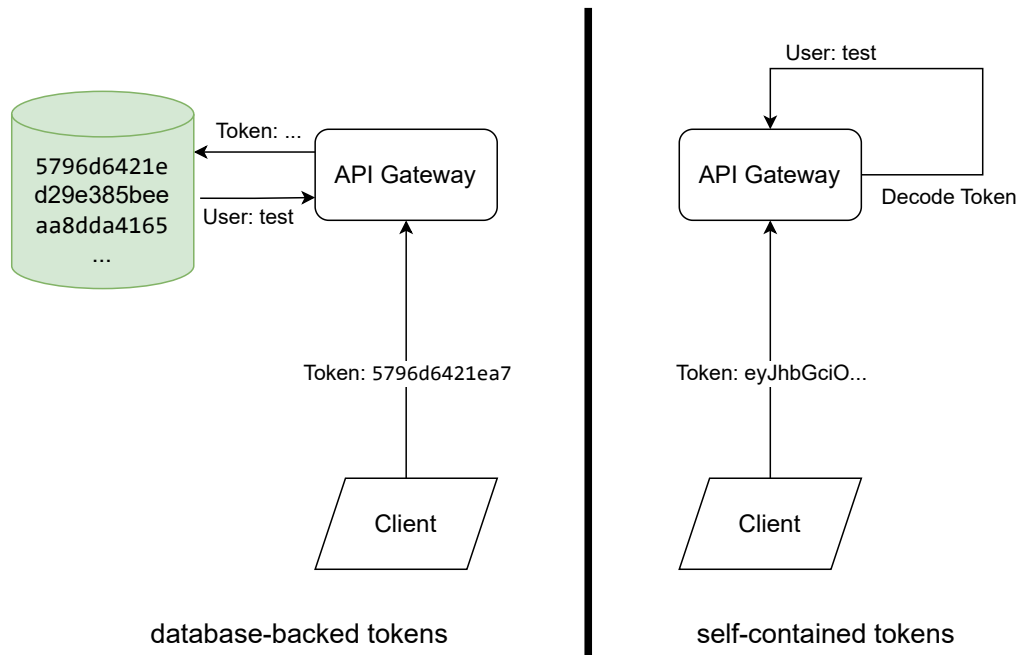 5796d6421e
d29e385bee
aa8dda4165
...
Token: ...
User: test
API Gateway
Token: 5796d6421ea7
Client
database-backed tokens
User: test
API Gateway
Decode Token
Token: eyJhbGciO...
Client
self-contained tokens